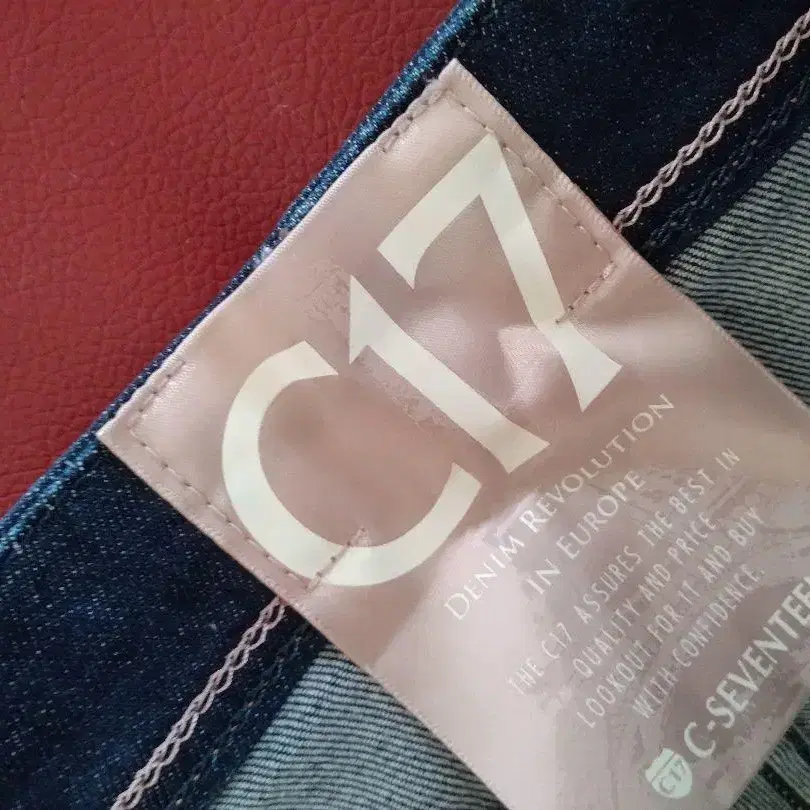 C17
DENIM REVOLUTION
IN EUROPE
THE C17 ASSURES THE BEST IN
QUALITY AND PRICE
LOOKOUT FOR IT AND BUY
WITH CONFIDENCE
C17 C-SEVENTEE